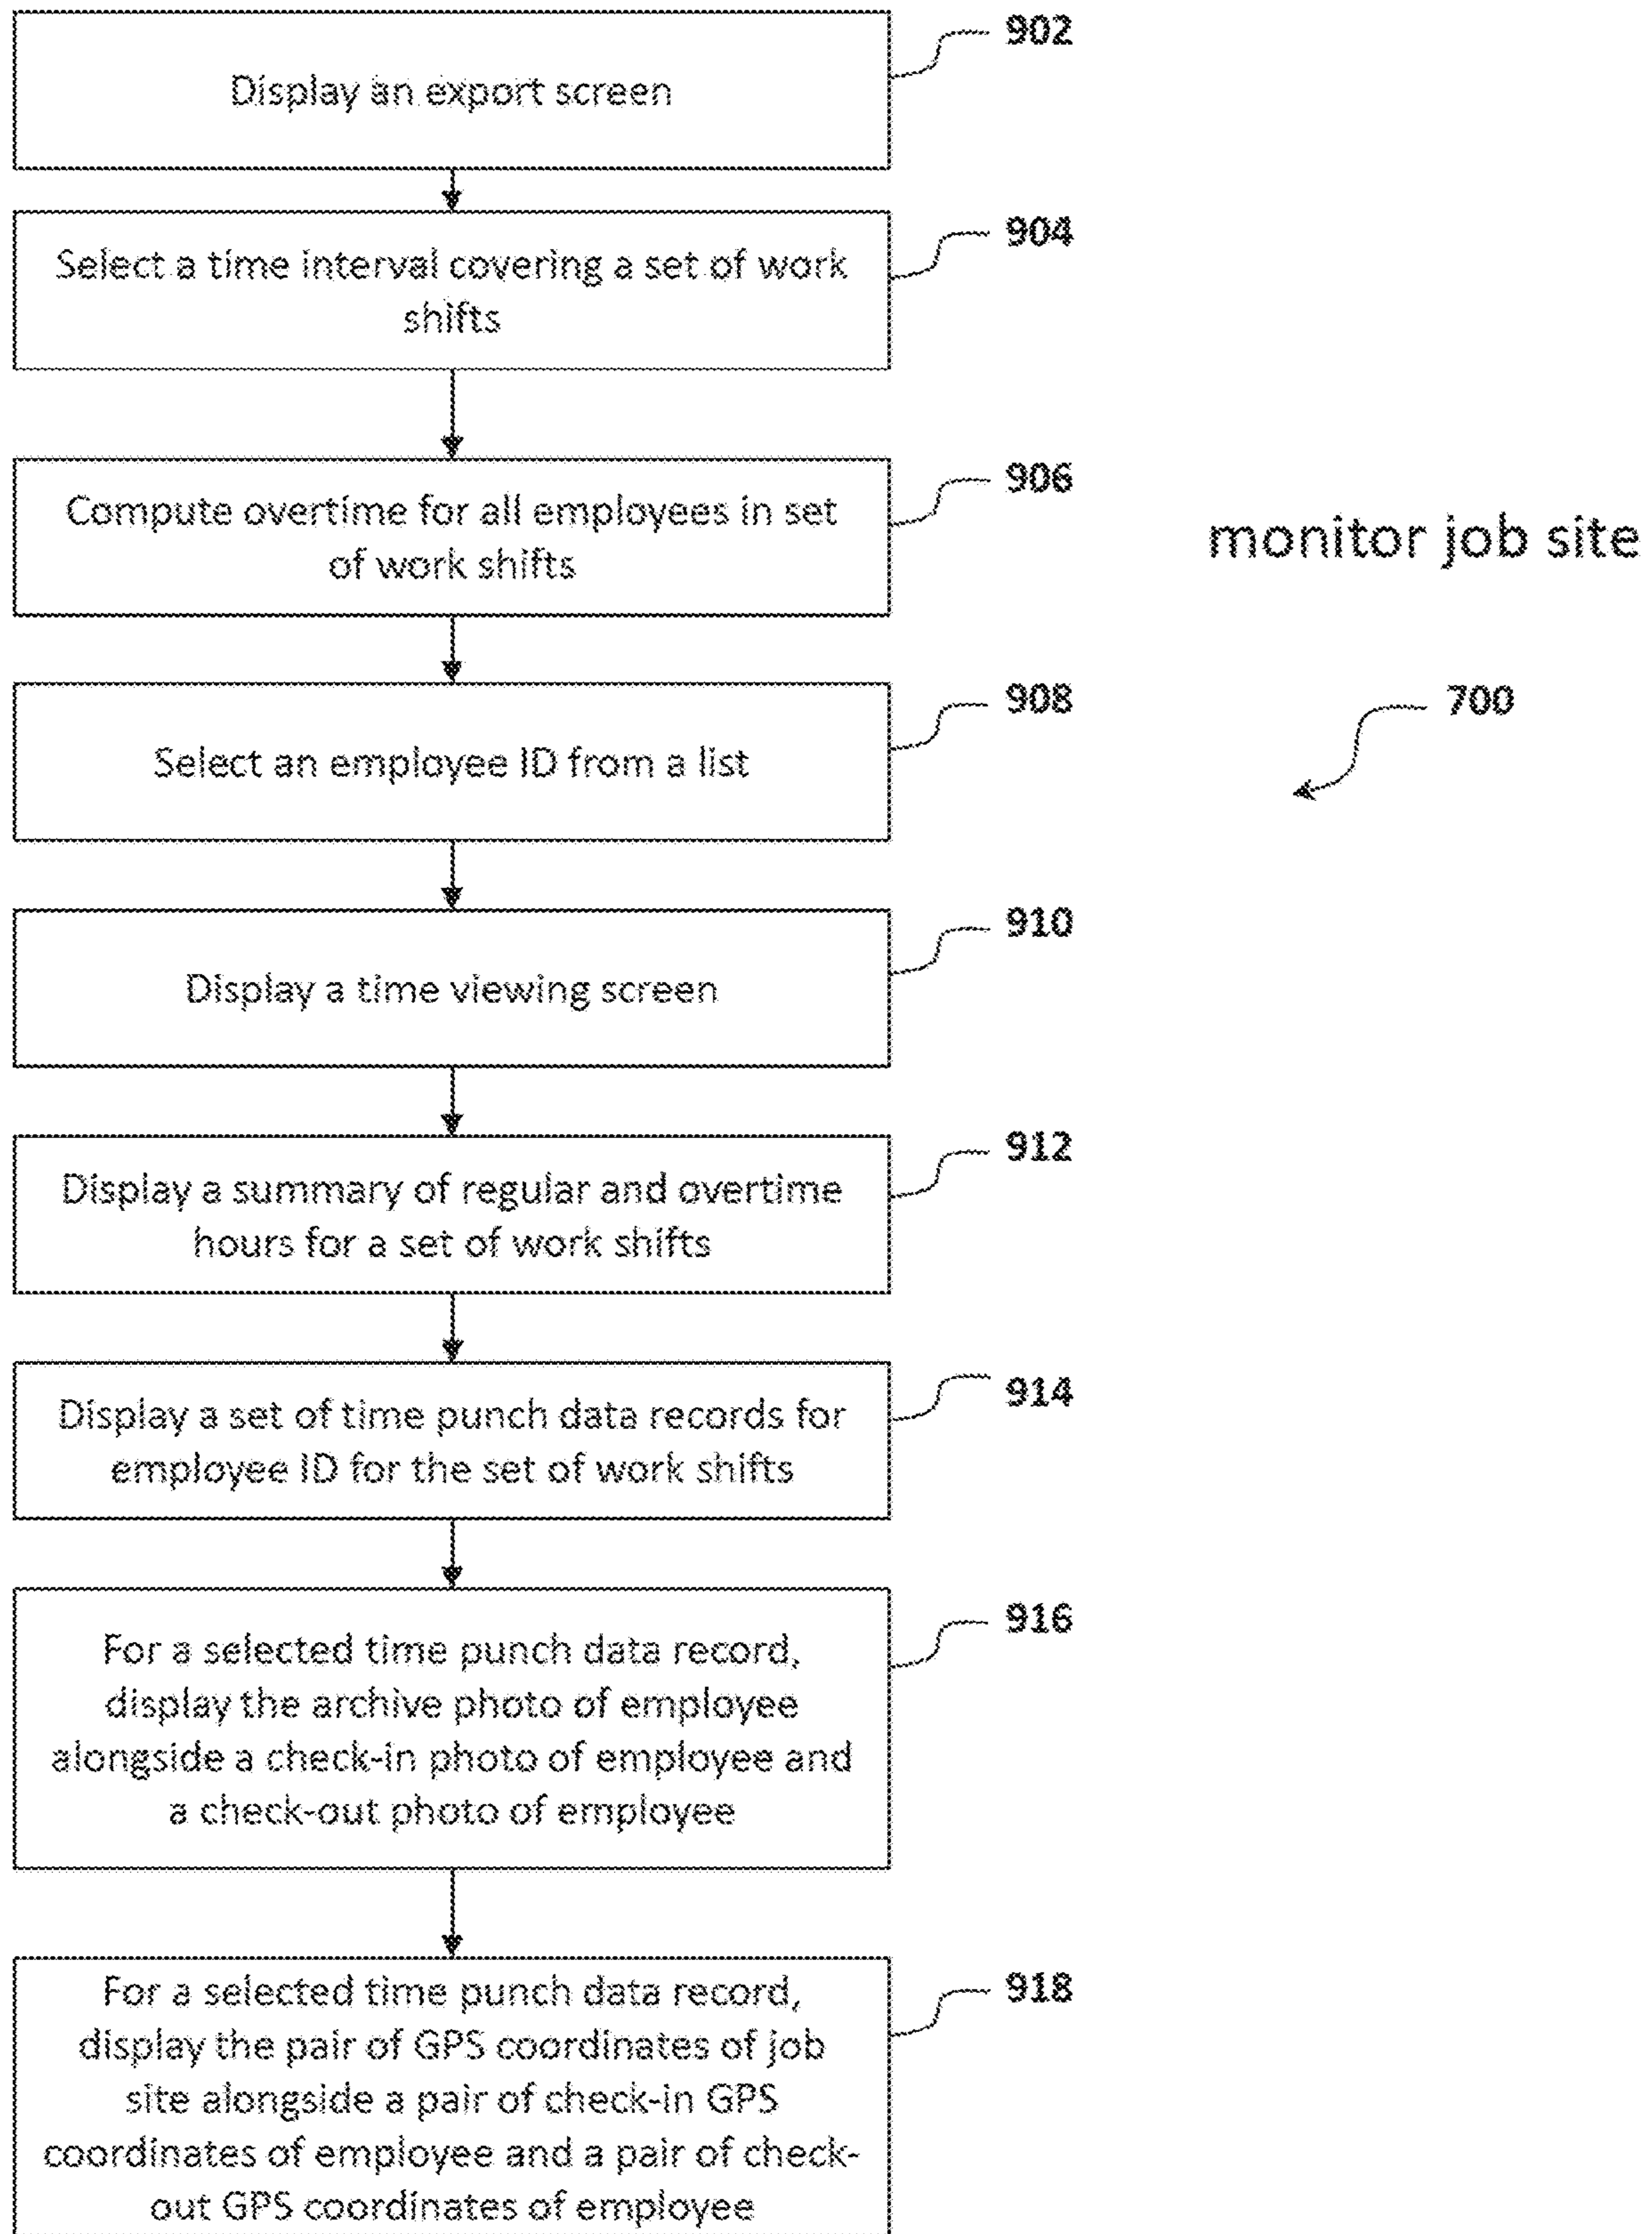 902
Display an export screen
904
Select a time interval covering a set of work
shifts
906
Compute overtime for all employees in set
of work shifts
monitor job site
908
700
Select an employee ID from a list
910
Display a time viewing screen
912
Display a summary of regular and overtime
hours for a set of work shifts
914
Display a set of time punch data records for
employee ID for the set of work shifts
916
For a selected time punch data record,
display the archive photo of employee
alongside a check-in photo of employee and
a check-out photo of employee
918
For a selected time punch data record,
display the pair of GPS coordinates of job
site alongside a pair of check-in GPS
coordinates of employee and a pair of check-
out GPS coordinates of employee